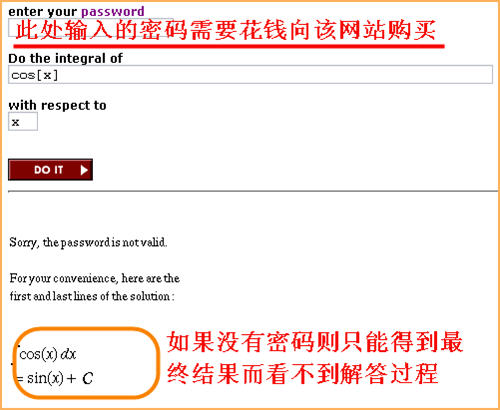 enter your password
此处输入的密码需要花钱向该网站购买
Do the integral of
cos[x]
with respect to
x
DO IT
Sorry, the password is not valid.
For your convenience, here are the
first and last lines of the solution :
∫cos(x) dx
= sin(x) + C
如果没有密码则只能得到最
终结果而看不到解答过程